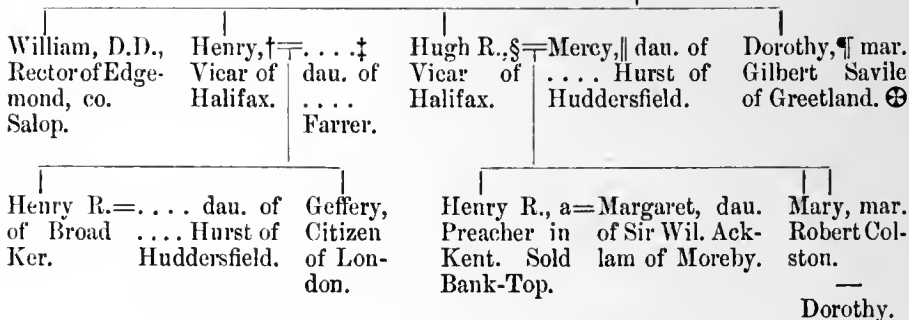 William, D.D.,
Rector of Edge-
mond, co.
Salop.
Henry,†=. . . .‡
Vicar of dau. of
Halifax. . . . .
Farrer.
Hugh R.,§=Mercy,‖ dau. of
Vicar of . . . . Hurst of
Halifax. Huddersfield.
Dorothy,¶ mar.
Gilbert Savile
of Greetland. ⊕
Henry R.=. . . . dau. of
of Broad . . . . Hurst of
Ker. Huddersfield.
Geffery,
Citizen
of Lon-
don.
Henry R., a=Margaret, dau.
Preacher in of Sir Wil. Ack-
Kent. Sold lam of Moreby.
Bank-Top.
Mary, mar.
Robert Col-
ston.
—
Dorothy.